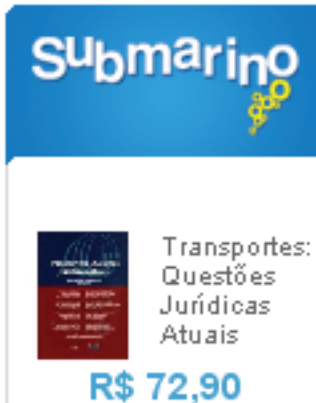 Submarino
Transportes:
Questões
Jurídicas
Atuais
R$ 72,90